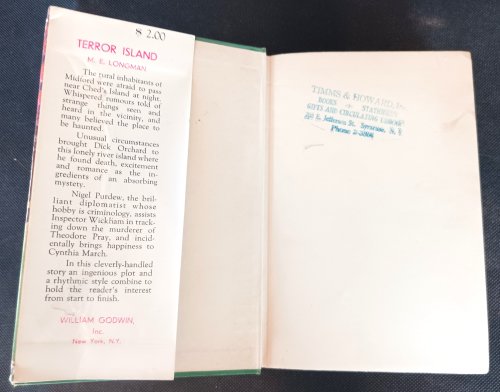 $ 2.00
TERROR ISLAND
M. E. LONGMAN
The rural inhabitants of
Midford were afraid to pass
near Ched's Island at night.
Whispered rumours told of
strange things seen and
heard in the vicinity, and
many believed the place to
be haunted.
Unusual circumstances
brought Dick Orchard to
this lonely river island where
he found death, excitement
and romance as the in-
gredients of an absorbing
mystery.
Nigel Purdew, the bril-
liant diplomatist whose
hobby is criminology, assists
Inspector Wickham in track-
ing down the murderer of
Theodore Pray, and inci-
dentally brings happiness to
Cynthia March.
In this cleverly-handled
story an ingenious plot and
a rhythmic style combine to
hold the reader's interest
from start to finish.
WILLIAM GODWIN,
Inc.
New York, N.Y.
TIMMS & HOWARD,
BOOKS STATIONERY
GIFTS AND CIRCULATING LIBRARY
E. Jefferson St. Syracuse, N. Y.
Phone